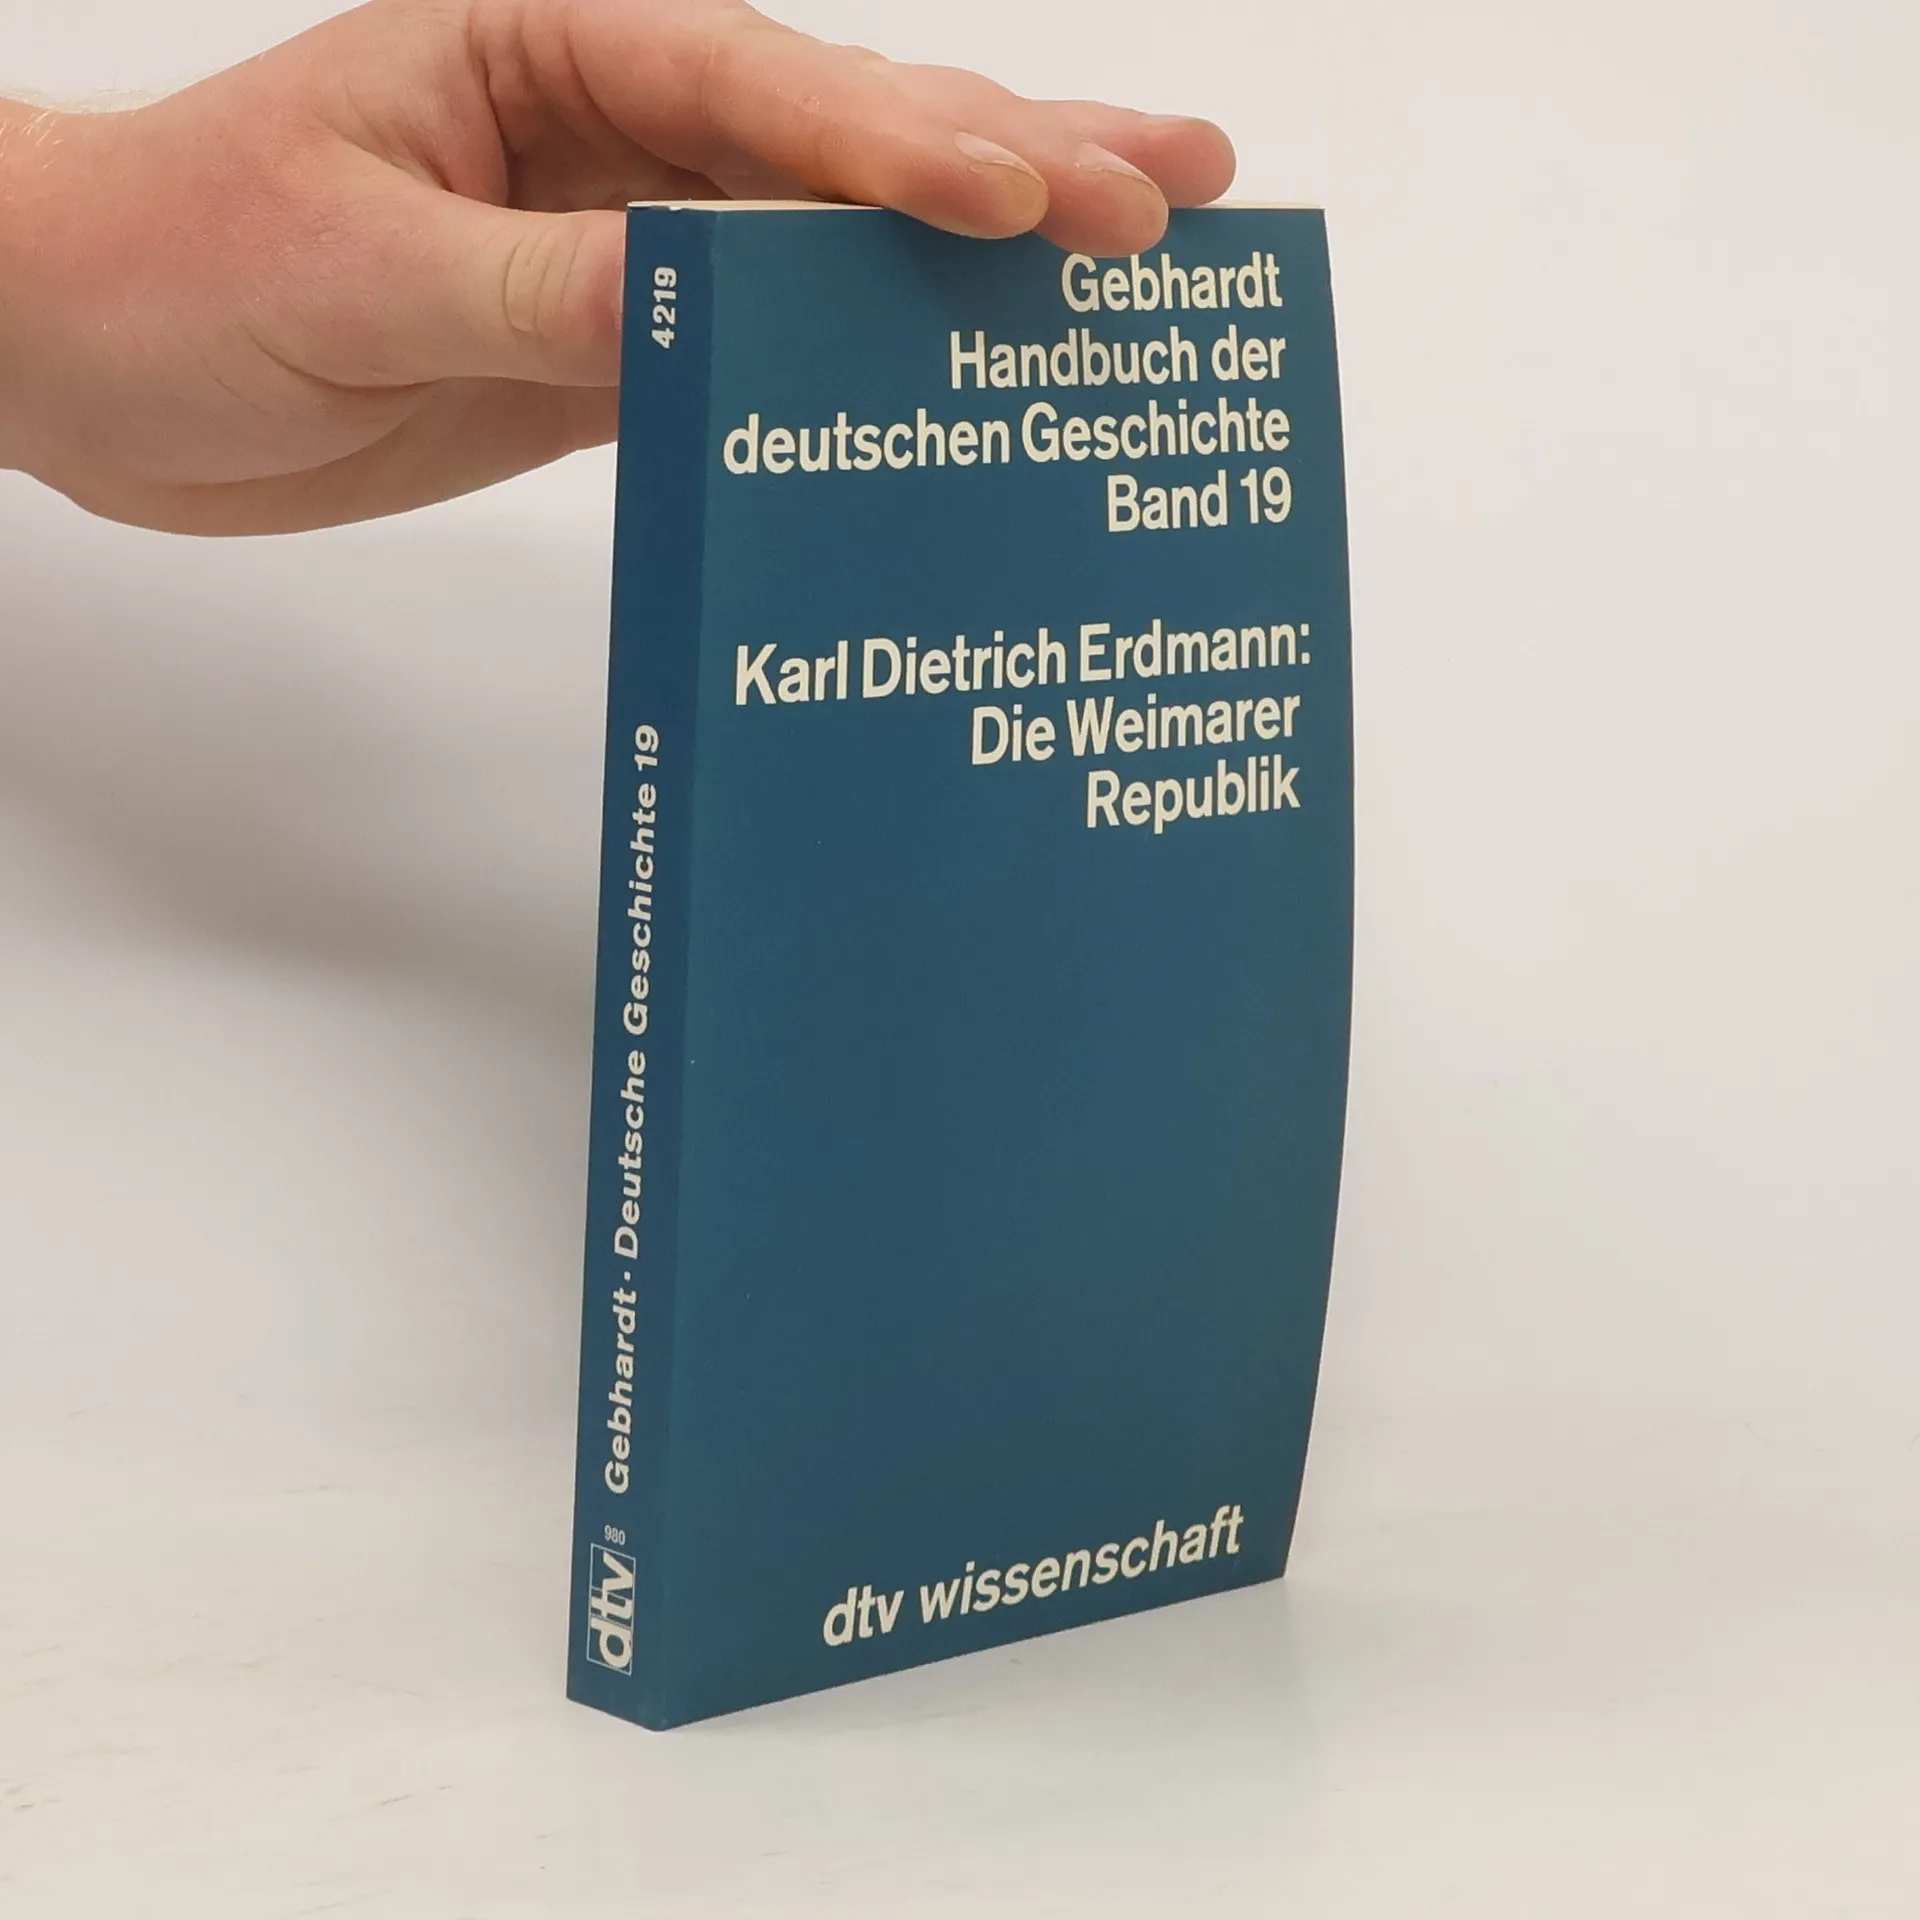 Gebhardt
Handbuch der
deutschen Geschichte
Band 19
Karl Dietrich Erdmann:
Die Weimarer
Republik
dtv wissenschaft
4219
Gebhardt · Deutsche Geschichte 19
980
dtv